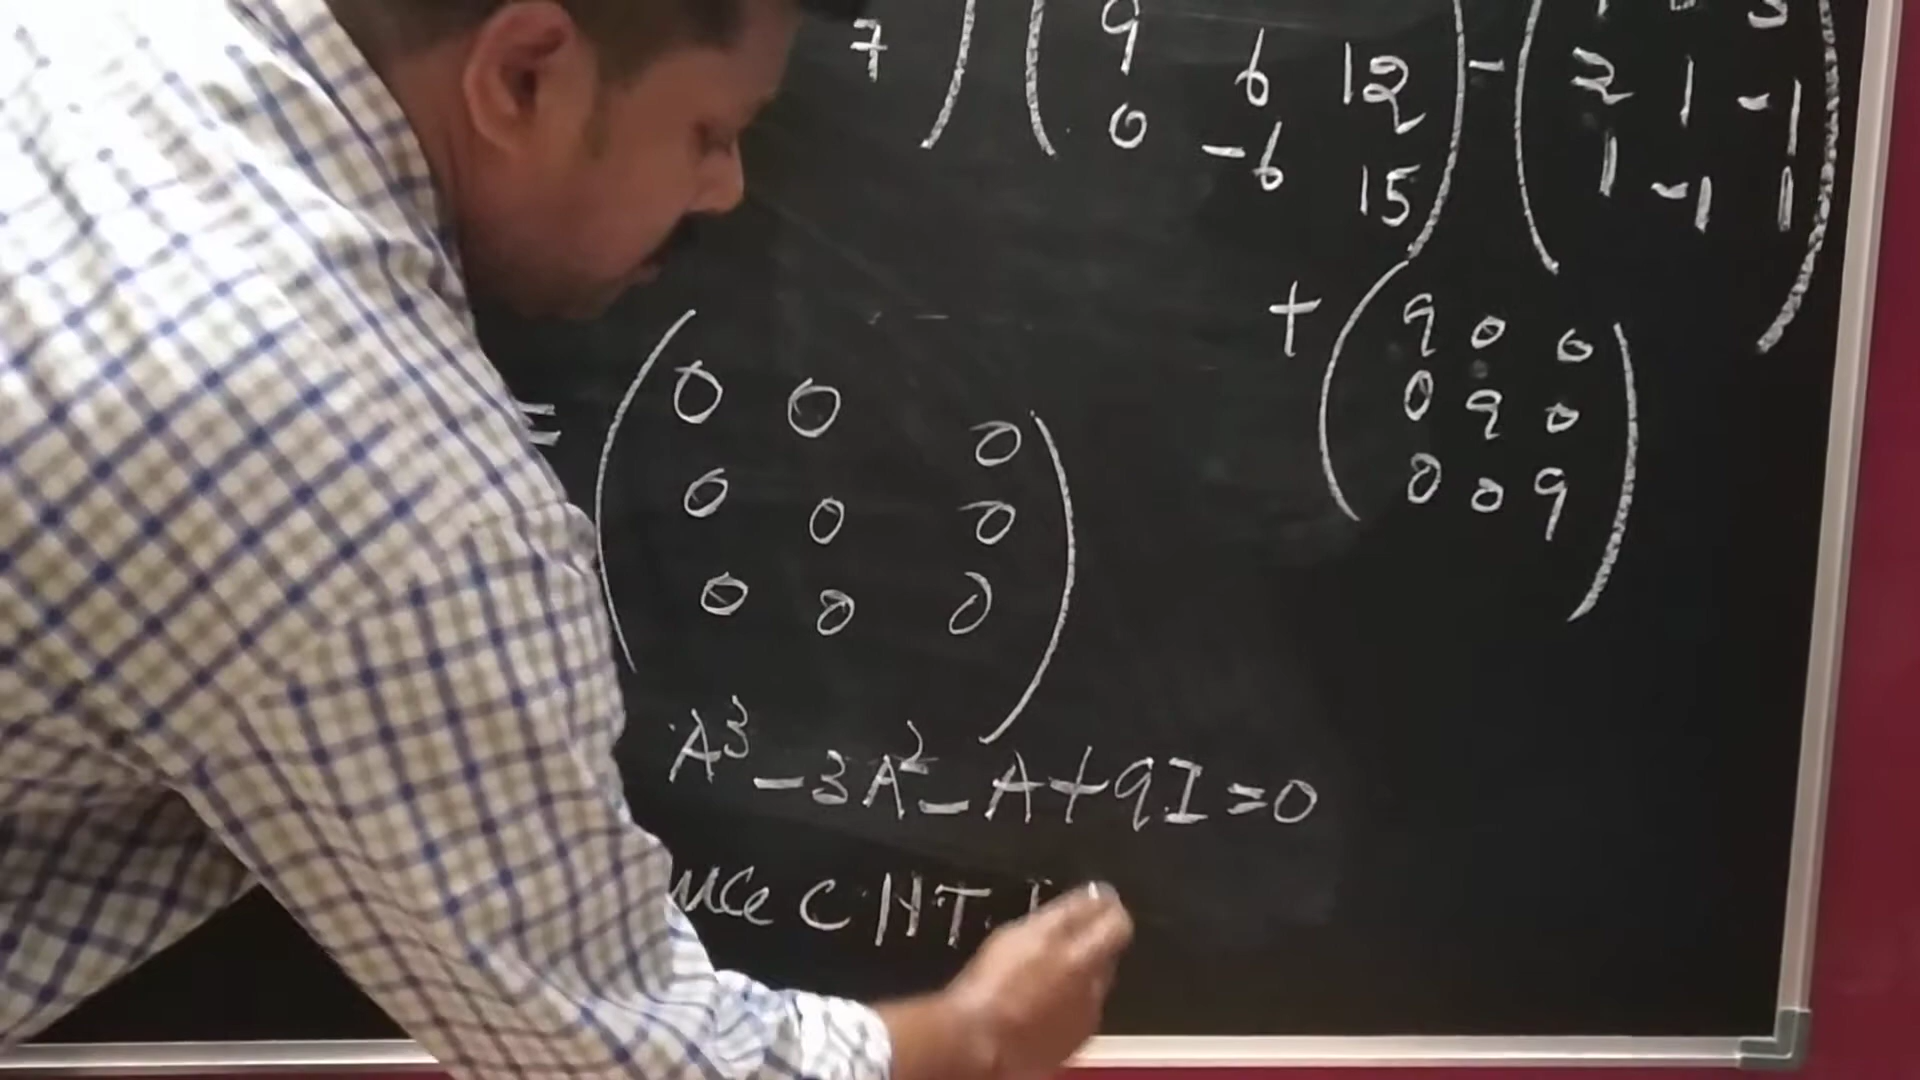 7 ) ( 9 6 12 ) - ( 2 1 -1
0 -6 15 ) 1 -1 1 )
+ ( 9 0 0
0 9 0
0 0 9 )
= ( 0 0 0
0 0 0
0 0 0 )
A³ - 3A² - A + 9I = 0
nce C·H·T·